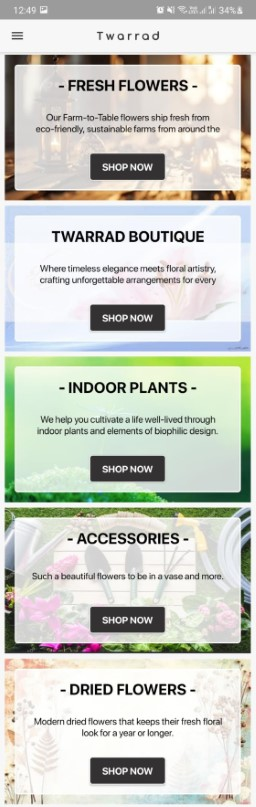 12:49 34%
Twarrad
- FRESH FLOWERS -
Our Farm-to-Table flowers ship fresh from
eco-friendly, sustainable farms from around the
SHOP NOW
TWARRAD BOUTIQUE
Where timeless elegance meets floral artistry,
crafting unforgettable arrangements for every
SHOP NOW
- INDOOR PLANTS -
We help you cultivate a life well-lived through
indoor plants and elements of biophilic design.
SHOP NOW
- ACCESSORIES -
Such a beautiful flowers to be in a vase and more.
SHOP NOW
- DRIED FLOWERS -
Modern dried flowers that keeps their fresh floral
look for a year or longer.
SHOP NOW